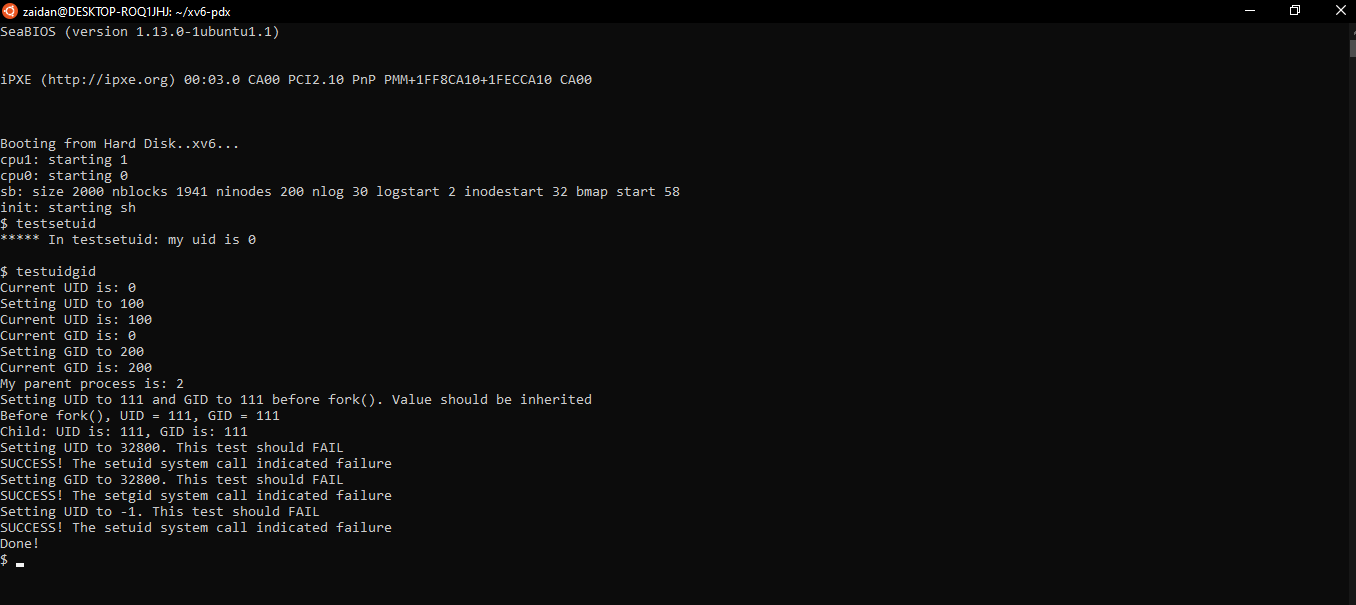 zaidan@DESKTOP-ROQ1JHJ: ~/xv6-pdx
SeaBIOS (version 1.13.0-1ubuntu1.1)
iPXE (http://ipxe.org) 00:03.0 CA00 PCI2.10 PnP PMM+1FF8CA10+1FECCA10 CA00
Booting from Hard Disk..xv6...
cpu1: starting 1
cpu0: starting 0
sb: size 2000 nblocks 1941 ninodes 200 nlog 30 logstart 2 inodestart 32 bmap start 58
init: starting sh
$ testsetuid
***** In testsetuid: my uid is 0
$ testuidgid
Current UID is: 0
Setting UID to 100
Current UID is: 100
Current GID is: 0
Setting GID to 200
Current GID is: 200
My parent process is: 2
Setting UID to 111 and GID to 111 before fork(). Value should be inherited
Before fork(), UID = 111, GID = 111
Child: UID is: 111, GID is: 111
Setting UID to 32800. This test should FAIL
SUCCESS! The setuid system call indicated failure
Setting GID to 32800. This test should FAIL
SUCCESS! The setgid system call indicated failure
Setting UID to -1. This test should FAIL
SUCCESS! The setuid system call indicated failure
Done!
$